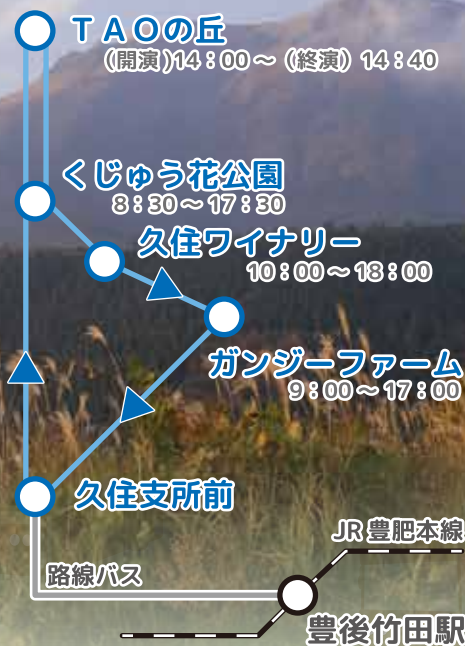 ＴＡＯの丘
（開演)14：00～（終演）14：40
くじゅう花公園
8：30～17：30
久住ワイナリー
10：00～18：00
ガンジーファーム
9：00～17：00
久住支所前
JR 豊肥本線
路線バス
豊後竹田駅